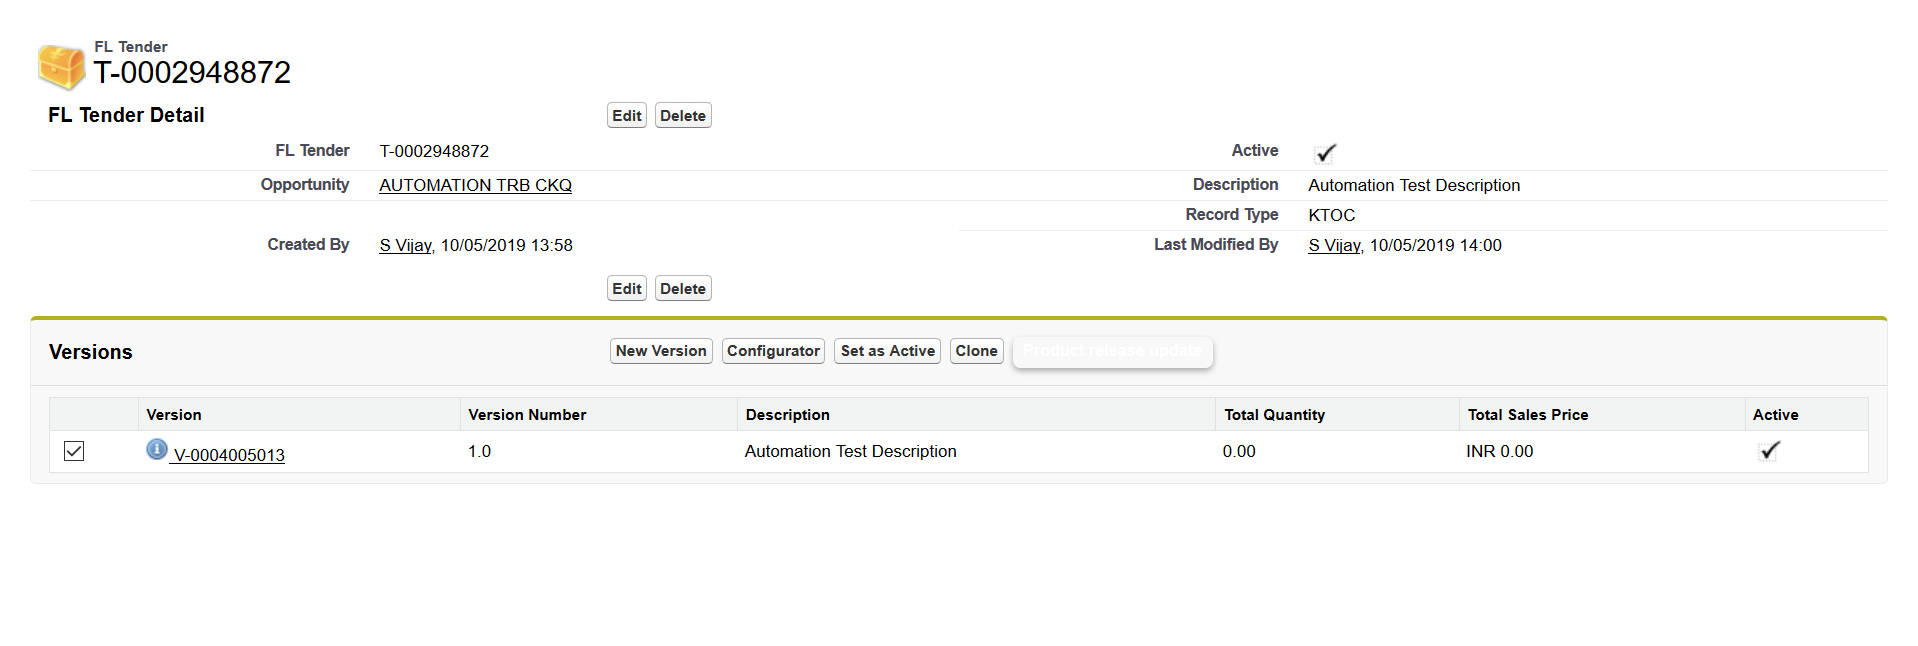 FL Tender
T-0002948872
FL Tender Detail
Edit Delete
FL Tender T-0002948872 Active
Opportunity AUTOMATION TRB CKQ Description Automation Test Description
Record Type KTOC
Created By S Vijay, 10/05/2019 13:58 Last Modified By S Vijay, 10/05/2019 14:00
Edit Delete
Versions New Version Configurator Set as Active Clone Product release update
Version Version Number Description Total Quantity Total Sales Price Active
V-0004005013 1.0 Automation Test Description 0.00 INR 0.00